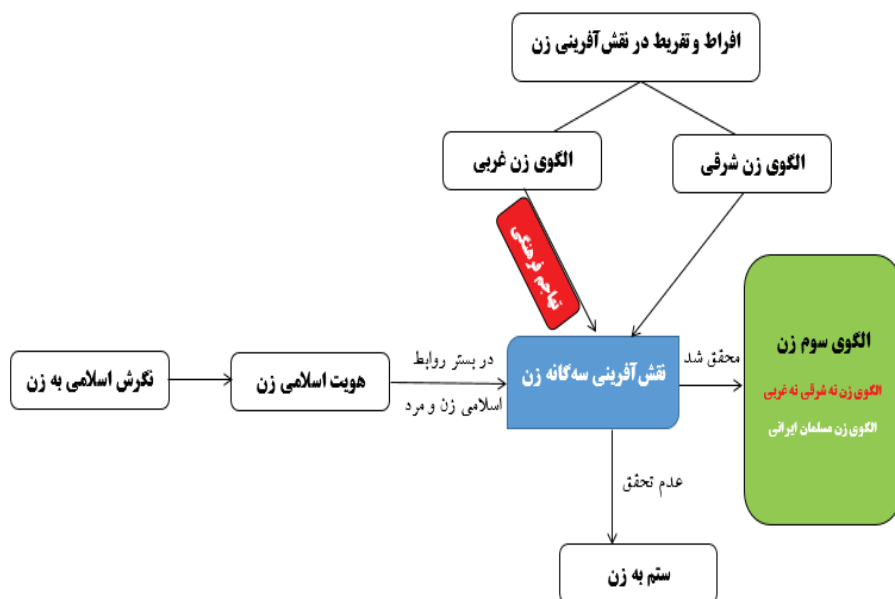 افراط و تفریط در نقش‌آفرینی زن
الگوی زن شرقی
الگوی زن غربی
تهاجم فرهنگی
نگرش اسلامی به زن
هویت اسلامی زن
در بستر روابط
اسلامی زن و مرد
نقش‌آفرینی سه‌گانه زن
محقق شد
الگوی سوم زن
الگوی زن نه شرقی نه غربی
الگوی زن مسلمان ایرانی
عدم تحقق
ستم به زن